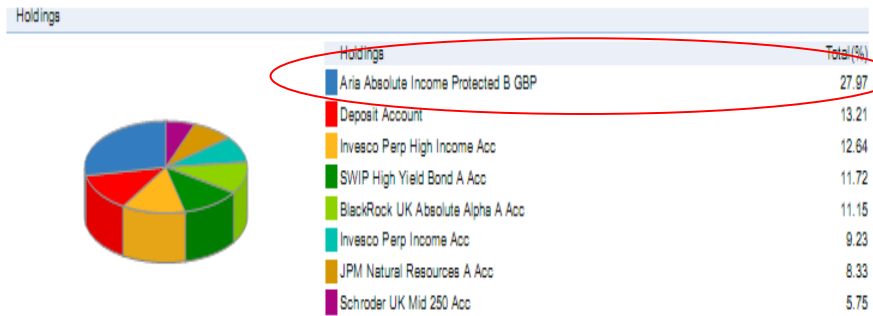 Holdings
Holdings Total (%)
Aria Absolute Income Protected B GBP 27.97
Deposit Account 13.21
Invesco Perp High Income Acc 12.64
SWIP High Yield Bond A Acc 11.72
BlackRock UK Absolute Alpha A Acc 11.15
Invesco Perp Income Acc 9.23
JPM Natural Resources A Acc 8.33
Schroder UK Mid 250 Acc 5.75